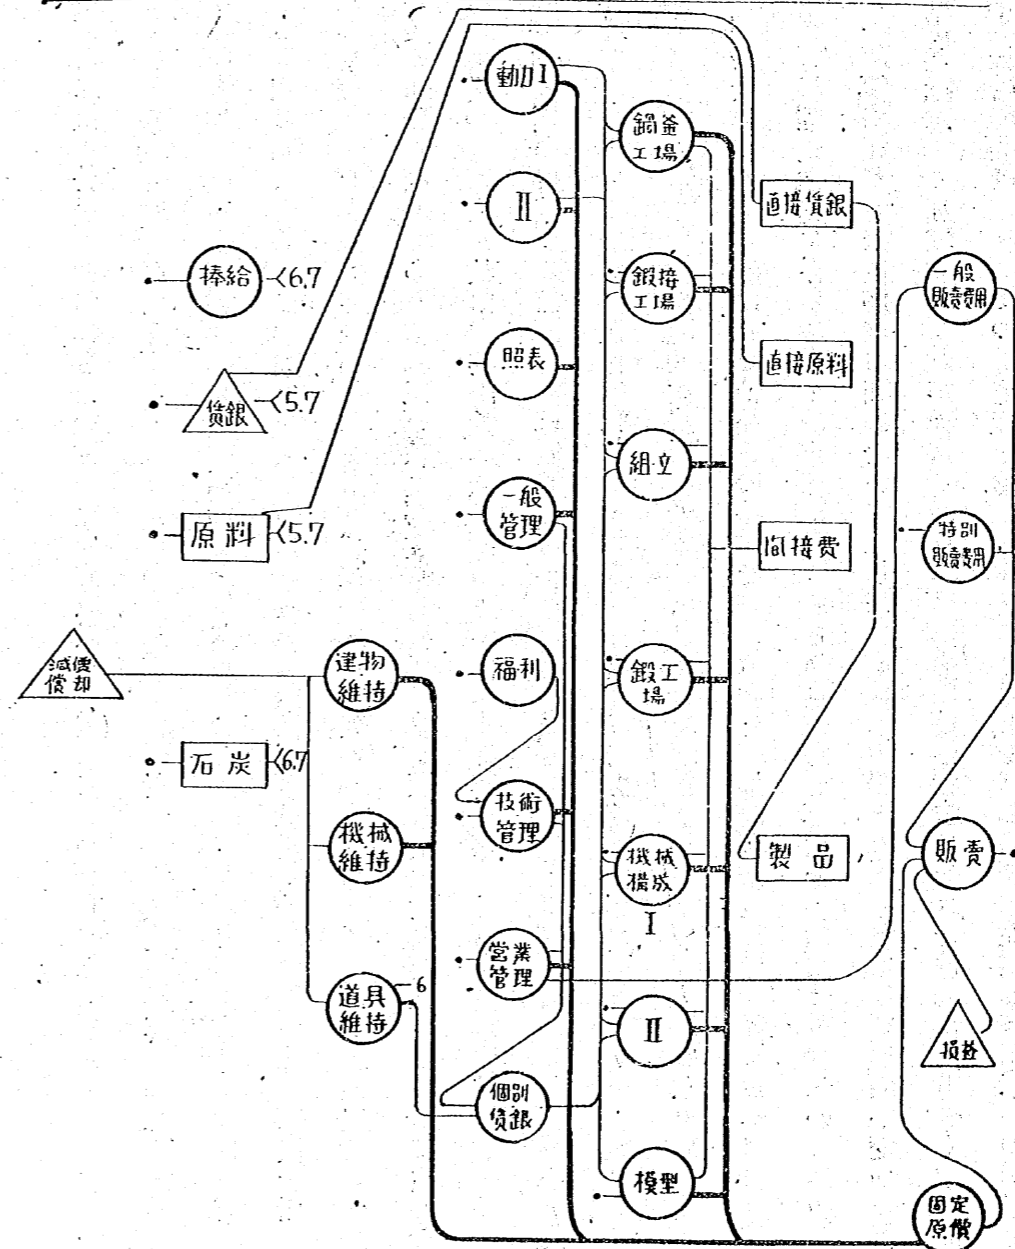 動力I
鍋釜
工場
II
直接賃銀
捧給
<6.7
鍛接
工場
一般
販賣費用
照表
直接原料
賃銀
<5.7
組立
一般
管理
原料
<5.7
間接費
特別
販賣費用
減價
償却
建物
維持
福利
鍛工
場
石炭
<6.7
技術
管理
機械
維持
機械
構成
I
製品
販賣
営業
管理
道具
維持
6
II
損益
個別
賃銀
模型
固定
原價